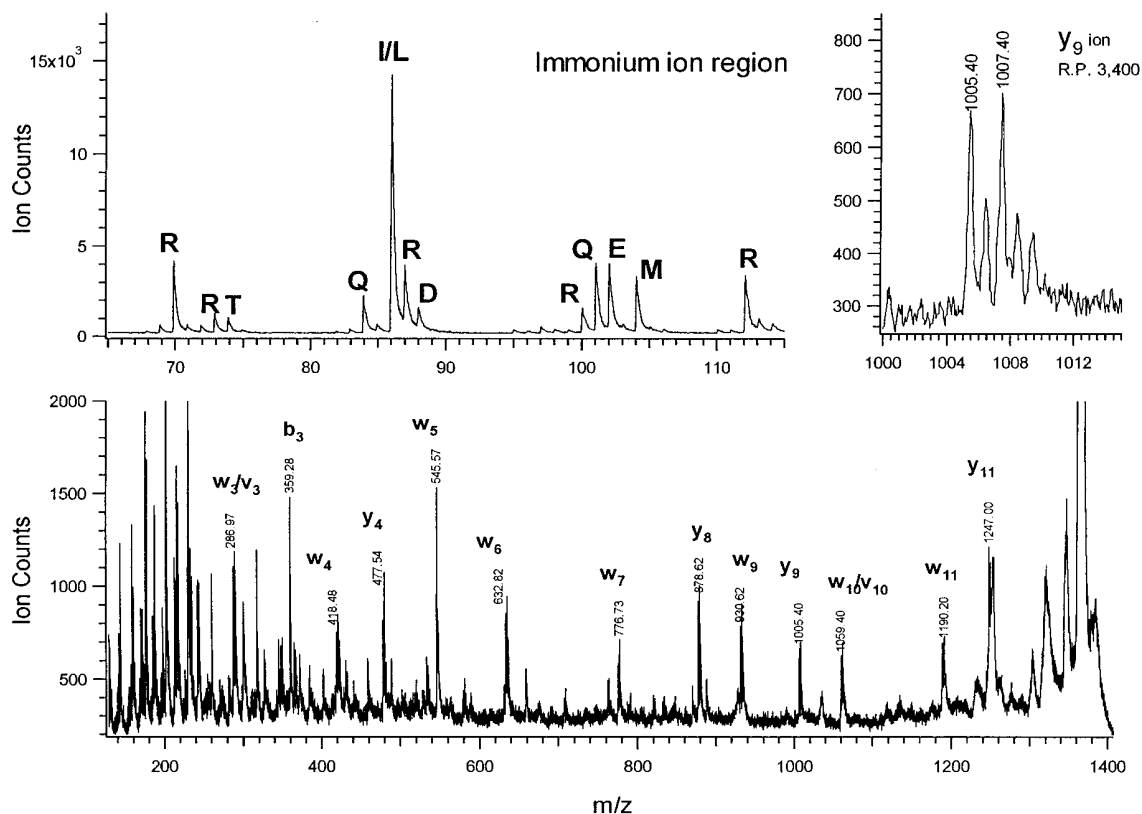 I/L
Immonium ion region
15x10³
10
5
0
Ion Counts
R
R
T
Q
R
D
R
Q
E
M
R
70
80
90
100
110
1005.40
1007.40
y₉ ion
R.P. 3,400
800
700
600
500
400
300
1000
1004
1008
1012
2000
1500
1000
500
Ion Counts
w₃/v₃
286.97
b₃
359.28
w₄
418.48
y₄
477.54
w₅
545.57
w₆
632.82
w₇
776.73
y₈
878.62
w₉
930.62
y₉
1005.40
w₁₀/v₁₀
1059.40
w₁₁
1190.20
y₁₁
1247.00
200
400
600
800
1000
1200
1400
m/z